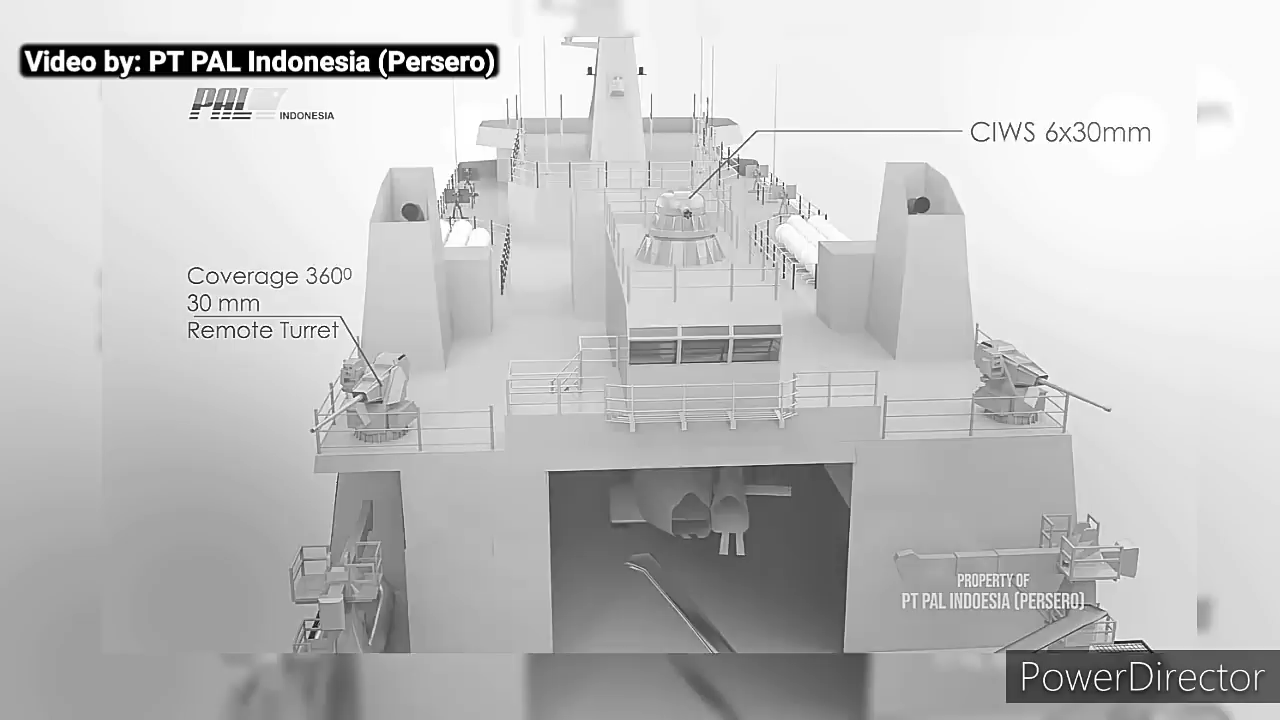 Video by: PT PAL Indonesia (Persero)
PAL INDONESIA
CIWS 6x30mm
Coverage 360⁰
30 mm
Remote Turret
PROPERTY OF
PT PAL INDOESIA (PERSERO)
PowerDirector